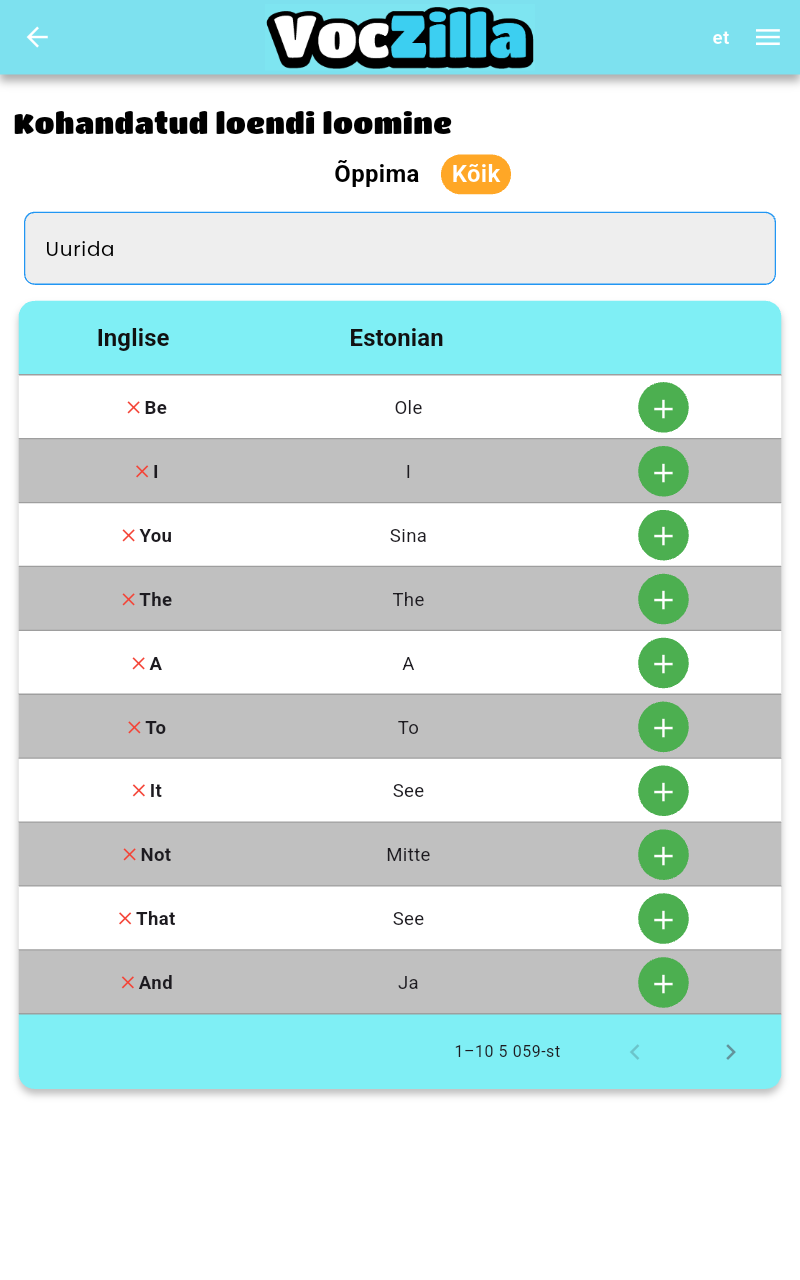 VocZilla
et
Kohandatud loendi loomine
Õppima Kõik
Uurida
Inglise Estonian
Be Ole
I I
You Sina
The The
A A
To To
It See
Not Mitte
That See
And Ja
1–10 5 059-st